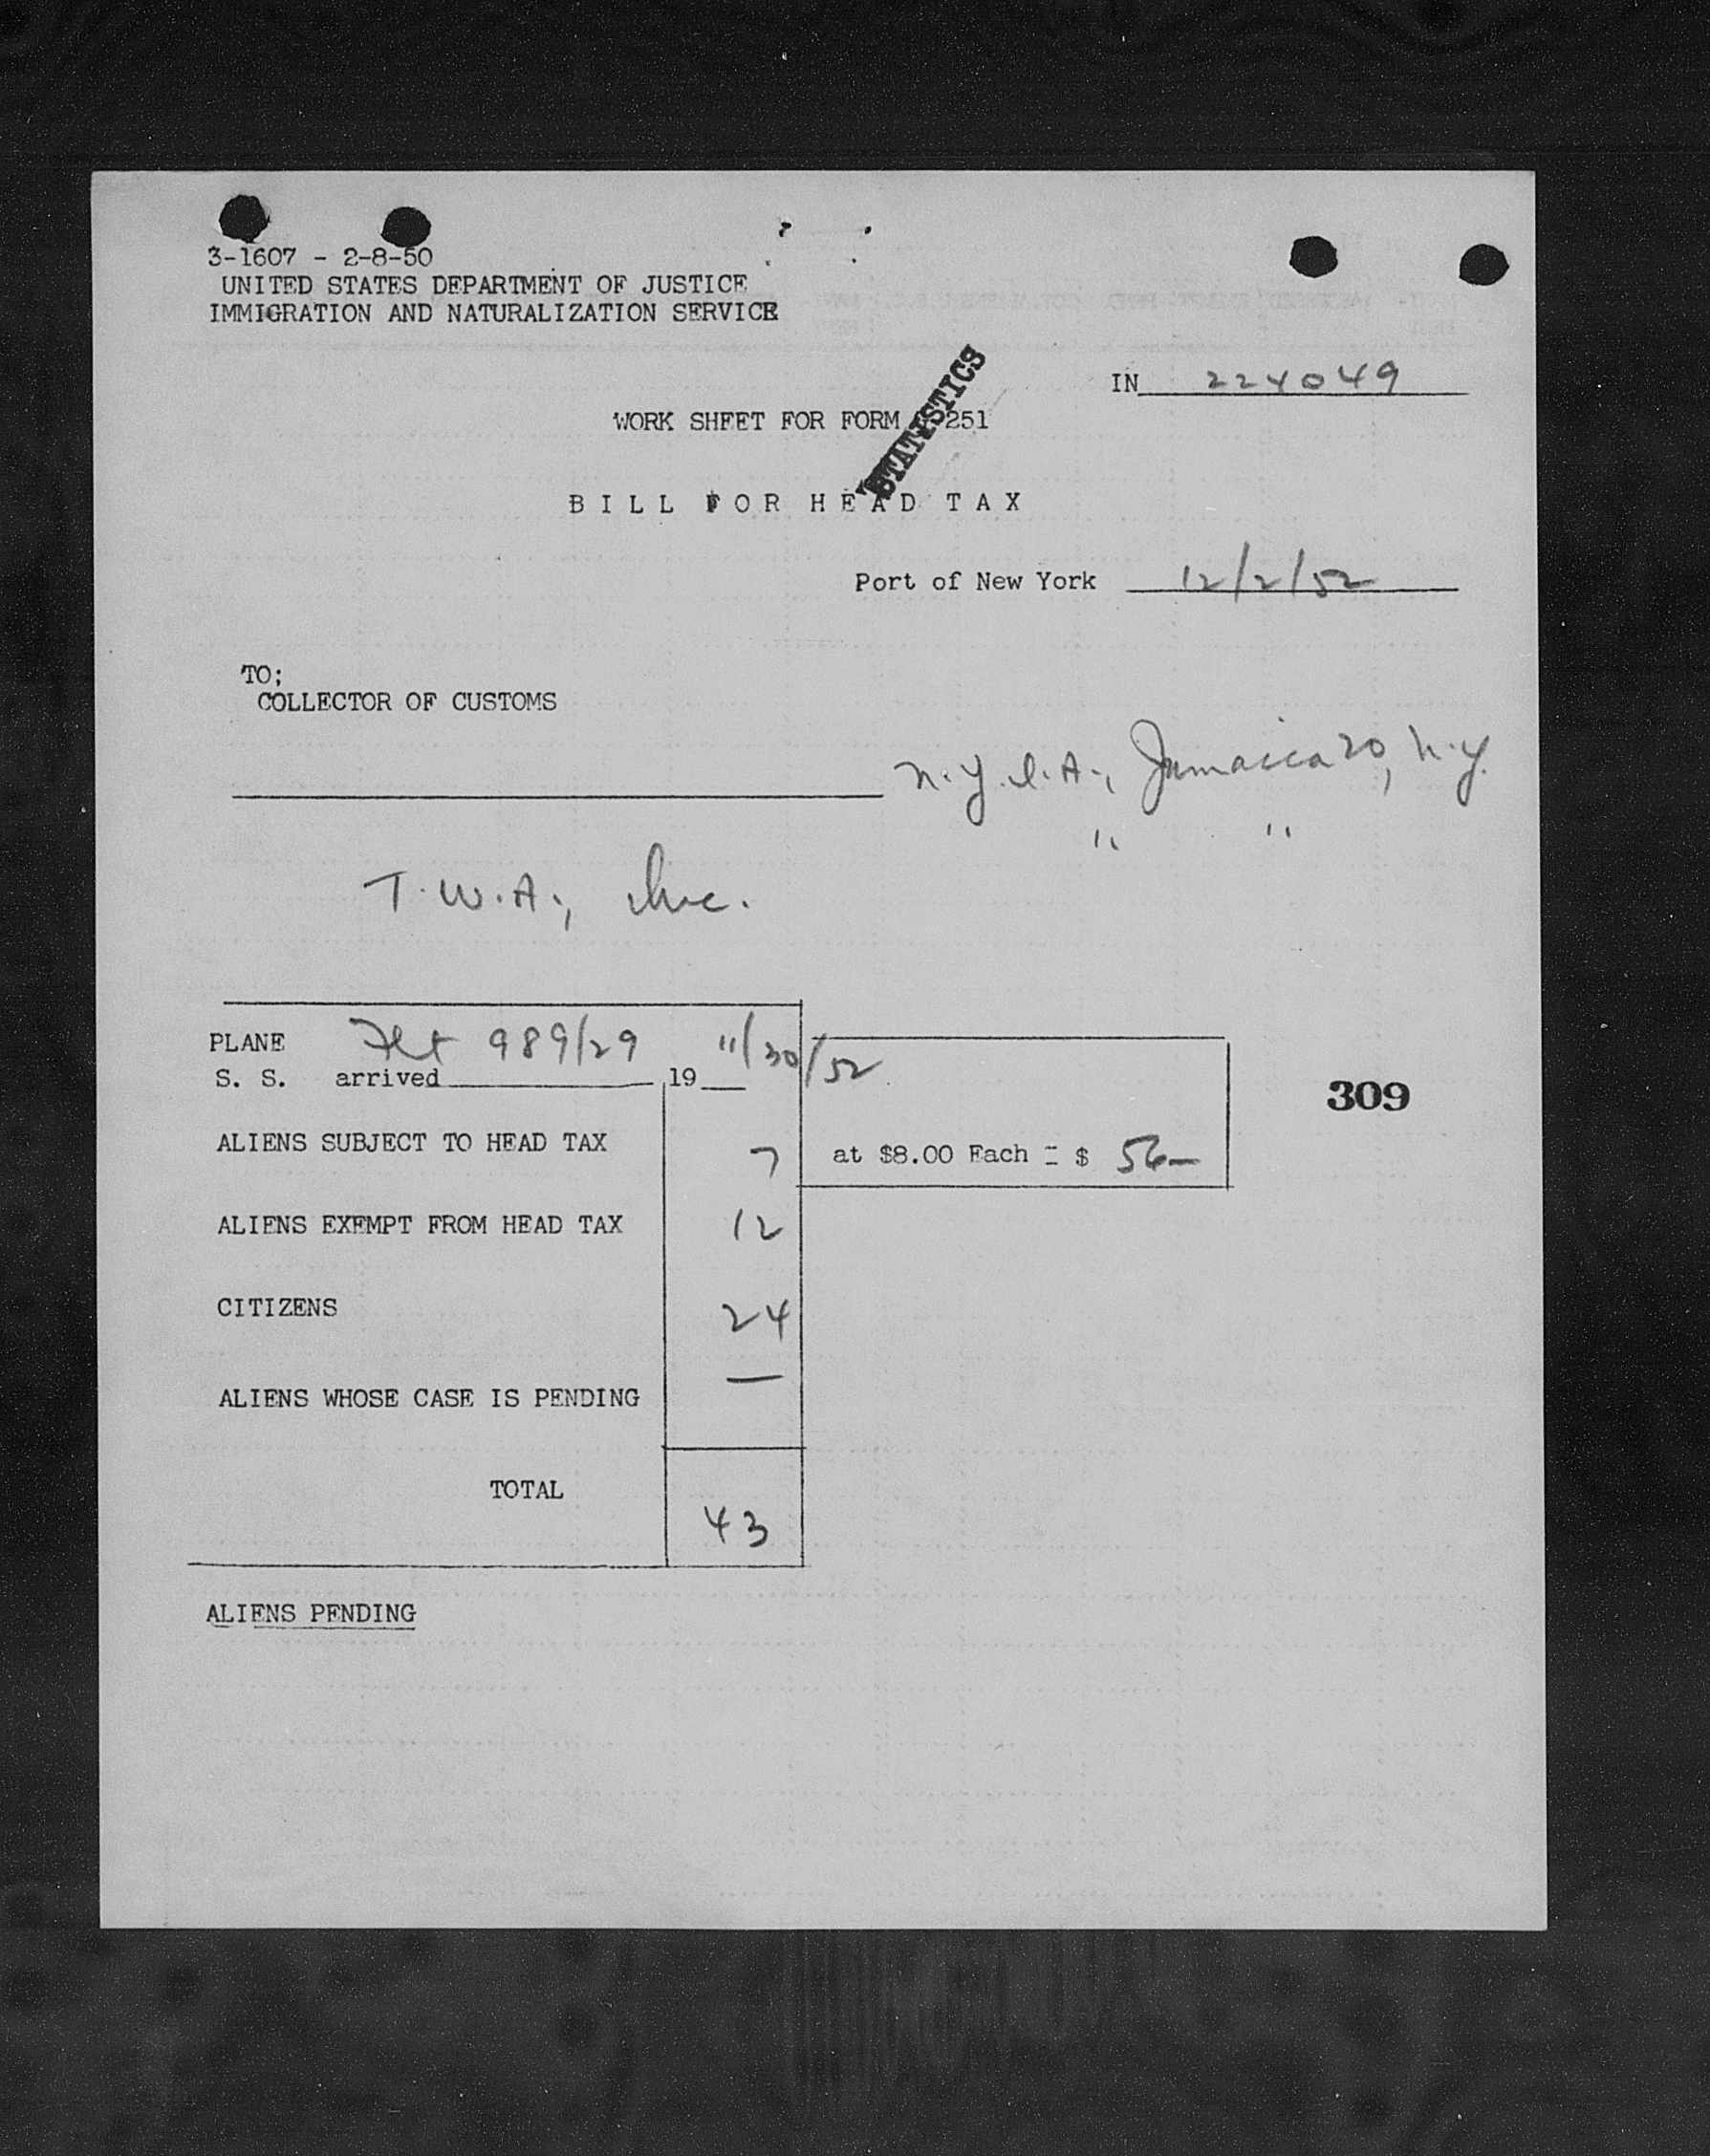 3-1607 - 2-8-50
UNITED STATES DEPARTMENT OF JUSTICE
IMMIGRATION AND NATURALIZATION SERVICE
IN 224049
STATISTICS
WORK SHEET FOR FORM 251
BILL FOR HEAD TAX
Port of New York 12/2/52
TO;
COLLECTOR OF CUSTOMS
N.Y.I.A., Jamaica 20, N.Y.
" "
T.W.A., Inc.
PLANE Flt 989/29 11/30/52
S. S. arrived 19
309
ALIENS SUBJECT TO HEAD TAX 7 at $8.00 Each = $ 56—
ALIENS EXEMPT FROM HEAD TAX 12
CITIZENS 24
ALIENS WHOSE CASE IS PENDING —
TOTAL 43
ALIENS PENDING